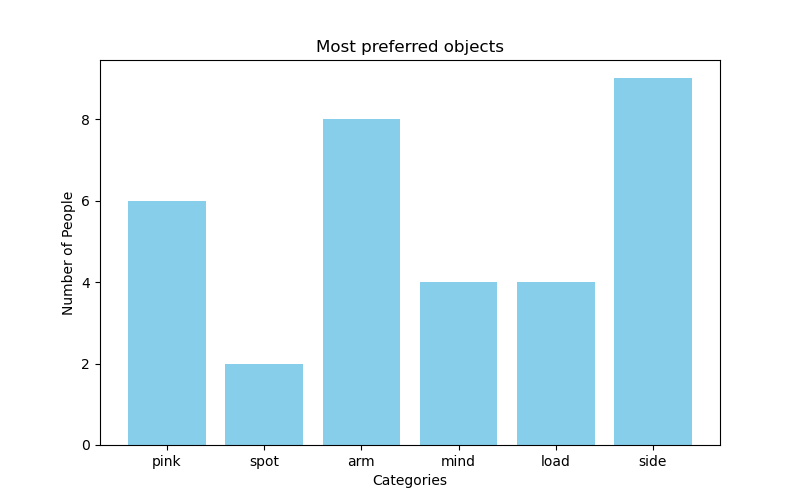 Most preferred objects
Number of People
8
6
4
2
0
pink spot arm mind load side
Categories